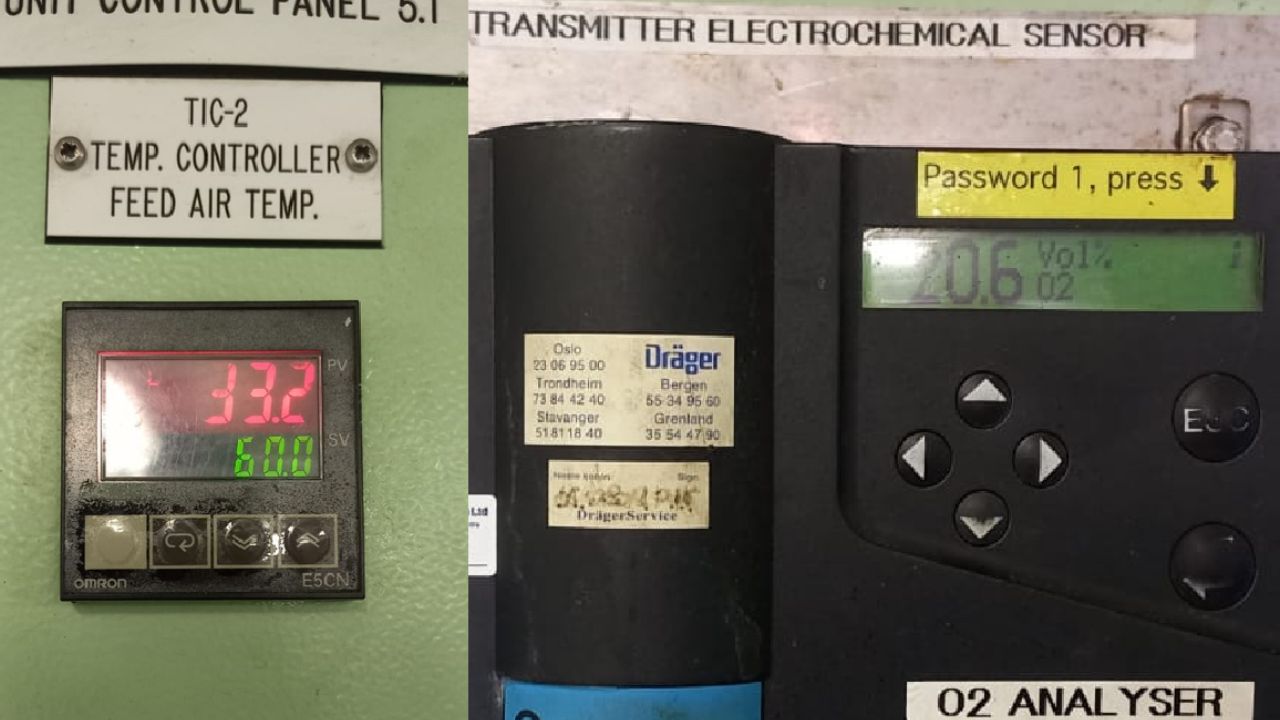 UNIT CONTROL PANEL 5.1
TIC-2
TEMP. CONTROLLER
FEED AIR TEMP.
PV
33.2
SV
60.0
OMRON
E5CN
TRANSMITTER ELECTROCHEMICAL SENSOR
Password 1, press ↓
20.6 Vol% i
O2
Oslo
23 06 95 00
Trondheim
73 84 42 40
Stavanger
51 81 18 40
Dräger
Bergen
55 34 95 60
Grenland
35 54 47 90
Sign.
DrägerService
Ltd
ESC
O2 ANALYSER